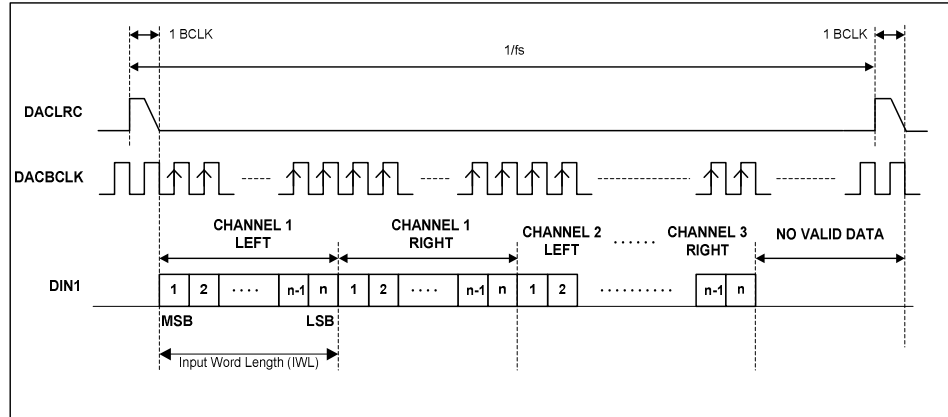 1 BCLK
1 BCLK
1/fs
DACLRC
DACBCLK
CHANNEL 1
LEFT
CHANNEL 1
RIGHT
CHANNEL 2
LEFT
CHANNEL 3
RIGHT
NO VALID DATA
DIN1
1 2 .... n-1 n 1 2 .... n-1 n 1 2 .......... n-1 n
MSB
LSB
Input Word Length (IWL)